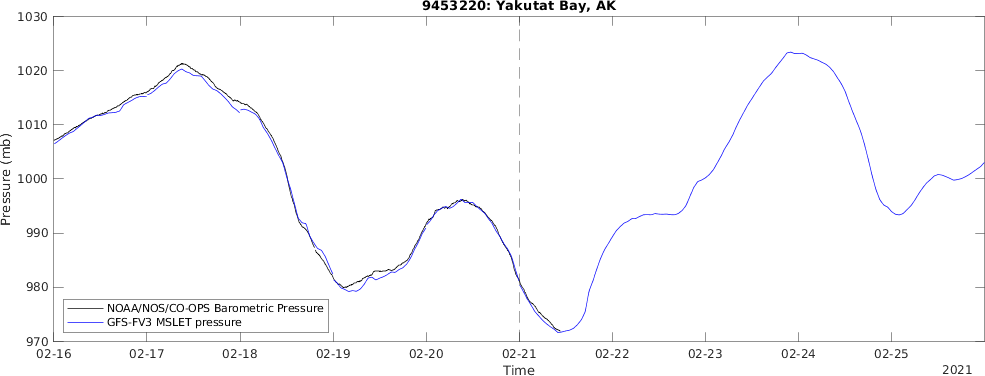 9453220: Yakutat Bay, AK
1030
1020
1010
1000
990
980
970
Pressure (mb)
NOAA/NOS/CO-OPS Barometric Pressure
GFS-FV3 MSLET pressure
02-16 02-17 02-18 02-19 02-20 02-21 02-22 02-23 02-24 02-25
Time
2021